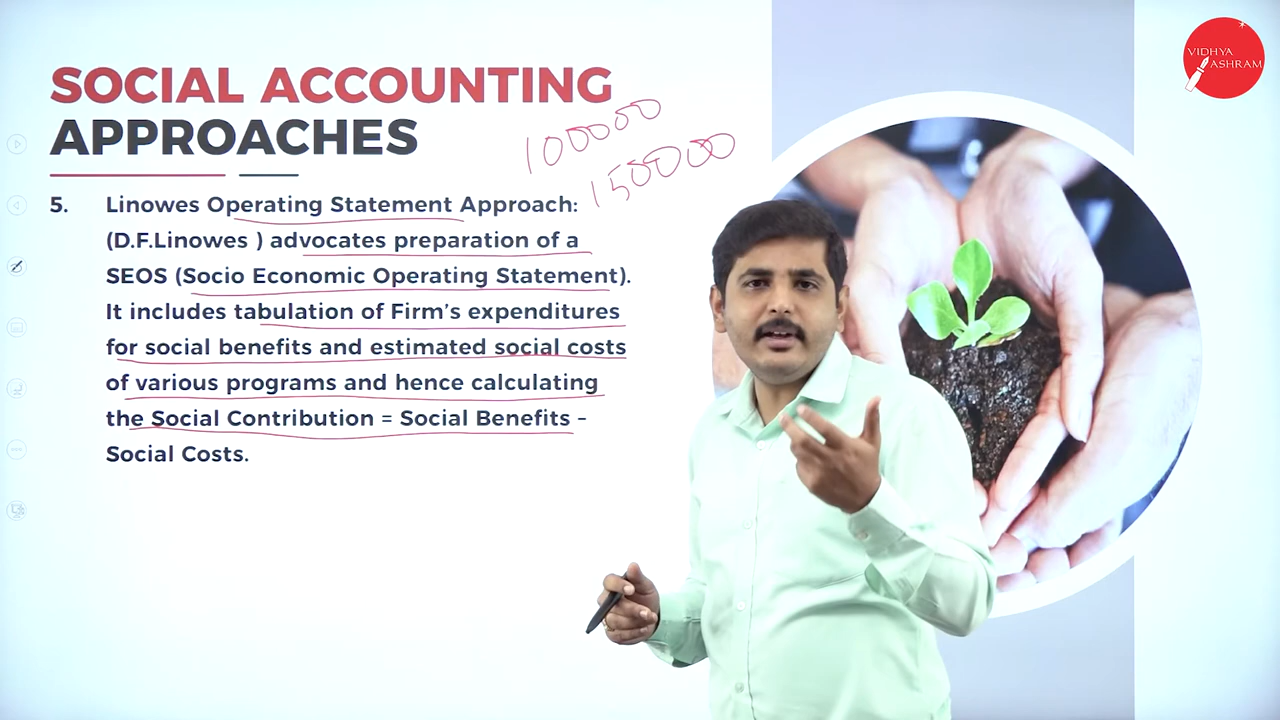 VIDHYA
ASHRAM
SOCIAL ACCOUNTING
APPROACHES
100000
150000
5. Linowes Operating Statement Approach:
(D.F.Linowes ) advocates preparation of a
SEOS (Socio Economic Operating Statement).
It includes tabulation of Firm's expenditures
for social benefits and estimated social costs
of various programs and hence calculating
the Social Contribution = Social Benefits -
Social Costs.